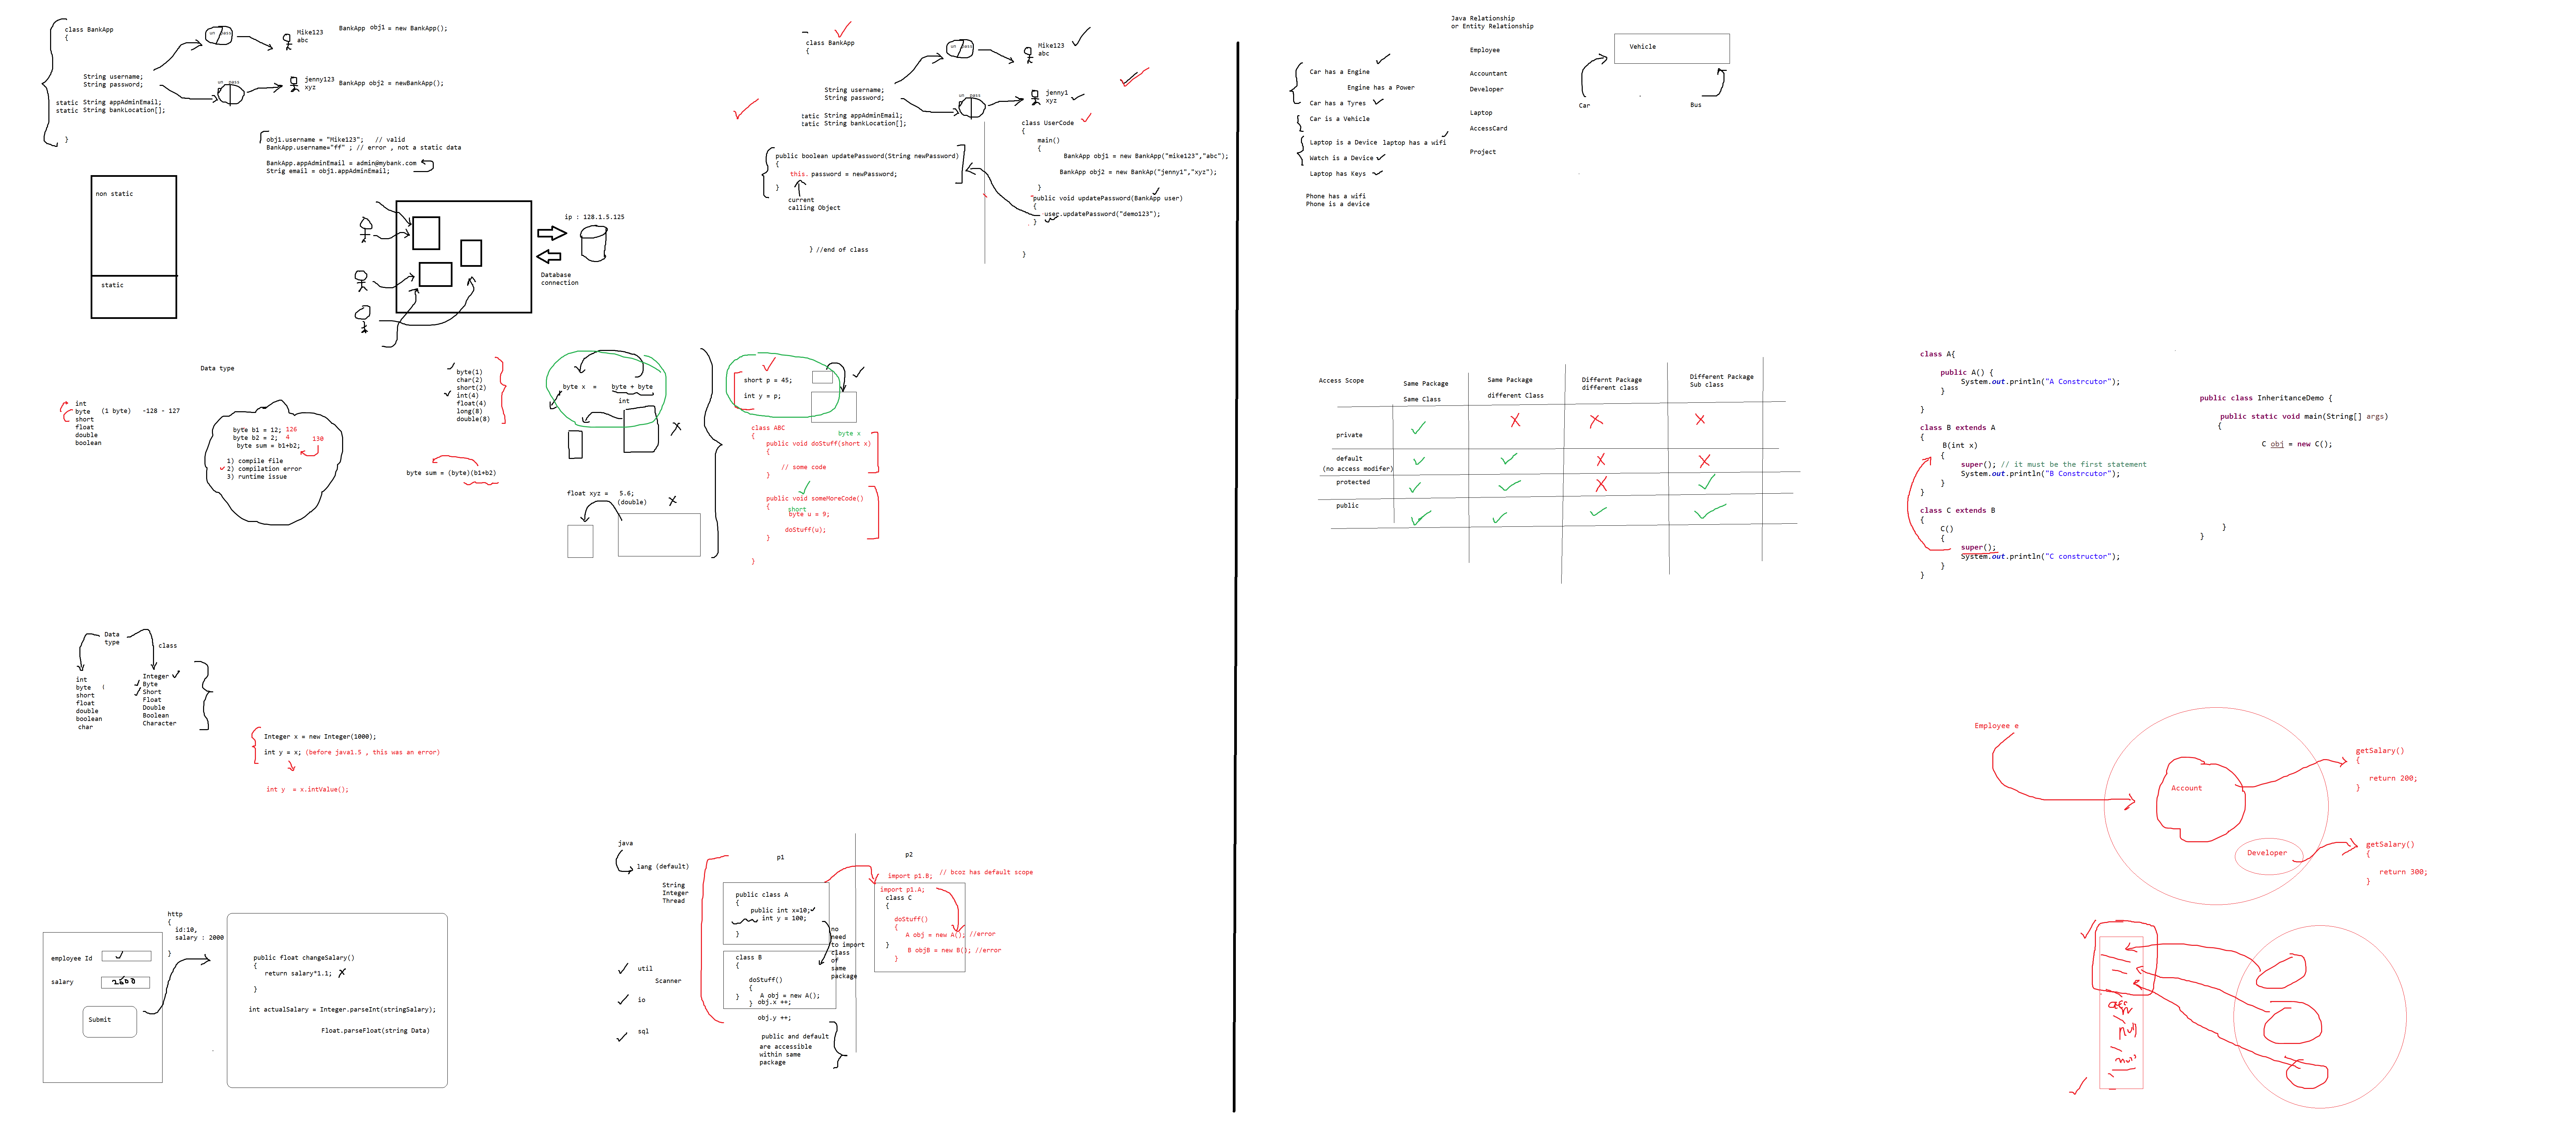 class BankApp
{
String username;
String password;
static String appAdminEmail;
static String bankLocation[];
}
un pass
Mike123
abc
BankApp obj1 = new BankApp();
un pass
jenny123
xyz
BankApp obj2 = newBankApp();
obj1.username = "Mike123"; // valid
BankApp.username="ff" ; // error , not a static data
BankApp.appAdminEmail = admin@mybank.com
Strig email = obj1.appAdminEmail;
non static
static
ip : 128.1.5.125
Database
connection
class BankApp
{
un pass
Mike123
abc
String username;
String password;
un pass
jenny1
xyz
tatic String appAdminEmail;
tatic String bankLocation[];
public boolean updatePassword(String newPassword)
{
this. password = newPassword;
}
current
calling Object
} //end of class
class UserCode
{
main()
{
BankApp obj1 = new BankApp("mike123","abc");
BankApp obj2 = new BankAp("jenny1","xyz");
}
"public void updatePassword(BankApp user)
{
user.updatePassword("demo123");
}
}
Data type
int
byte (1 byte) -128 - 127
short
float
double
boolean
byte b1 = 12; 126
byte b2 = 2; 4
byte sum = b1+b2;
130
1) compile file
2) compilation error
3) runtime issue
byte(1)
char(2)
short(2)
int(4)
float(4)
long(8)
double(8)
byte sum = (byte)(b1+b2)
byte x = byte + byte
int
float xyz = 5.6;
(double)
short p = 45;
int y = p;
class ABC
{
byte x
public void doStuff(short x)
{
// some code
}
public void someMoreCode()
{
short
byte u = 9;
doStuff(u);
}
}
Data
type
class
int
byte (
short
float
double
boolean
char
Integer
Byte
Short
Float
Double
Boolean
Character
Integer x = new Integer(1000);
int y = x; (before java1.5 , this was an error)
int y = x.intValue();
employee Id
salary
2500
Submit
http
{
id:10,
salary : 2000
}
public float changeSalary()
{
return salary*1.1;
}
int actualSalary = Integer.parseInt(stringSalary);
Float.parseFloat(string Data)
java
lang (default)
String
Integer
Thread
util
Scanner
io
sql
p1
public class A
{
public int x=10;
int y = 100;
}
class B
{
doStuff()
{
A obj = new A();
obj.x ++;
}
}
obj.y ++;
no
need
to import
class
of
same
package
public and default
are accessible
within same
package
p2
import p1.B; // bcoz has default scope
import p1.A;
class C
{
doStuff()
{
A obj = new A(); //error
}
B objB = new B(); //error
}
Java Relationship
or Entity Relationship
Car has a Engine
Engine has a Power
Car has a Tyres
Car is a Vehicle
Laptop is a Device laptop has a wifi
Watch is a Device
Laptop has Keys
Phone has a wifi
Phone is a device
Employee
Accountant
Developer
Laptop
AccessCard
Project
Vehicle
Car
Bus
Access Scope
Same Package
Same Class
Same Package
different Class
Differnt Package
different class
Different Package
Sub class
private
default
(no access modifer)
protected
public
class A{
public A() {
System.out.println("A Constrcutor");
}
}
class B extends A
{
B(int x)
{
super(); // it must be the first statement
System.out.println("B Constrcutor");
}
}
class C extends B
{
C()
{
super();
System.out.println("C constructor");
}
}
public class InheritanceDemo {
public static void main(String[] args)
{
C obj = new C();
}
}
Employee e
Account
Developer
getSalary()
{
return 200;
}
getSalary()
{
return 300;
}
null
null